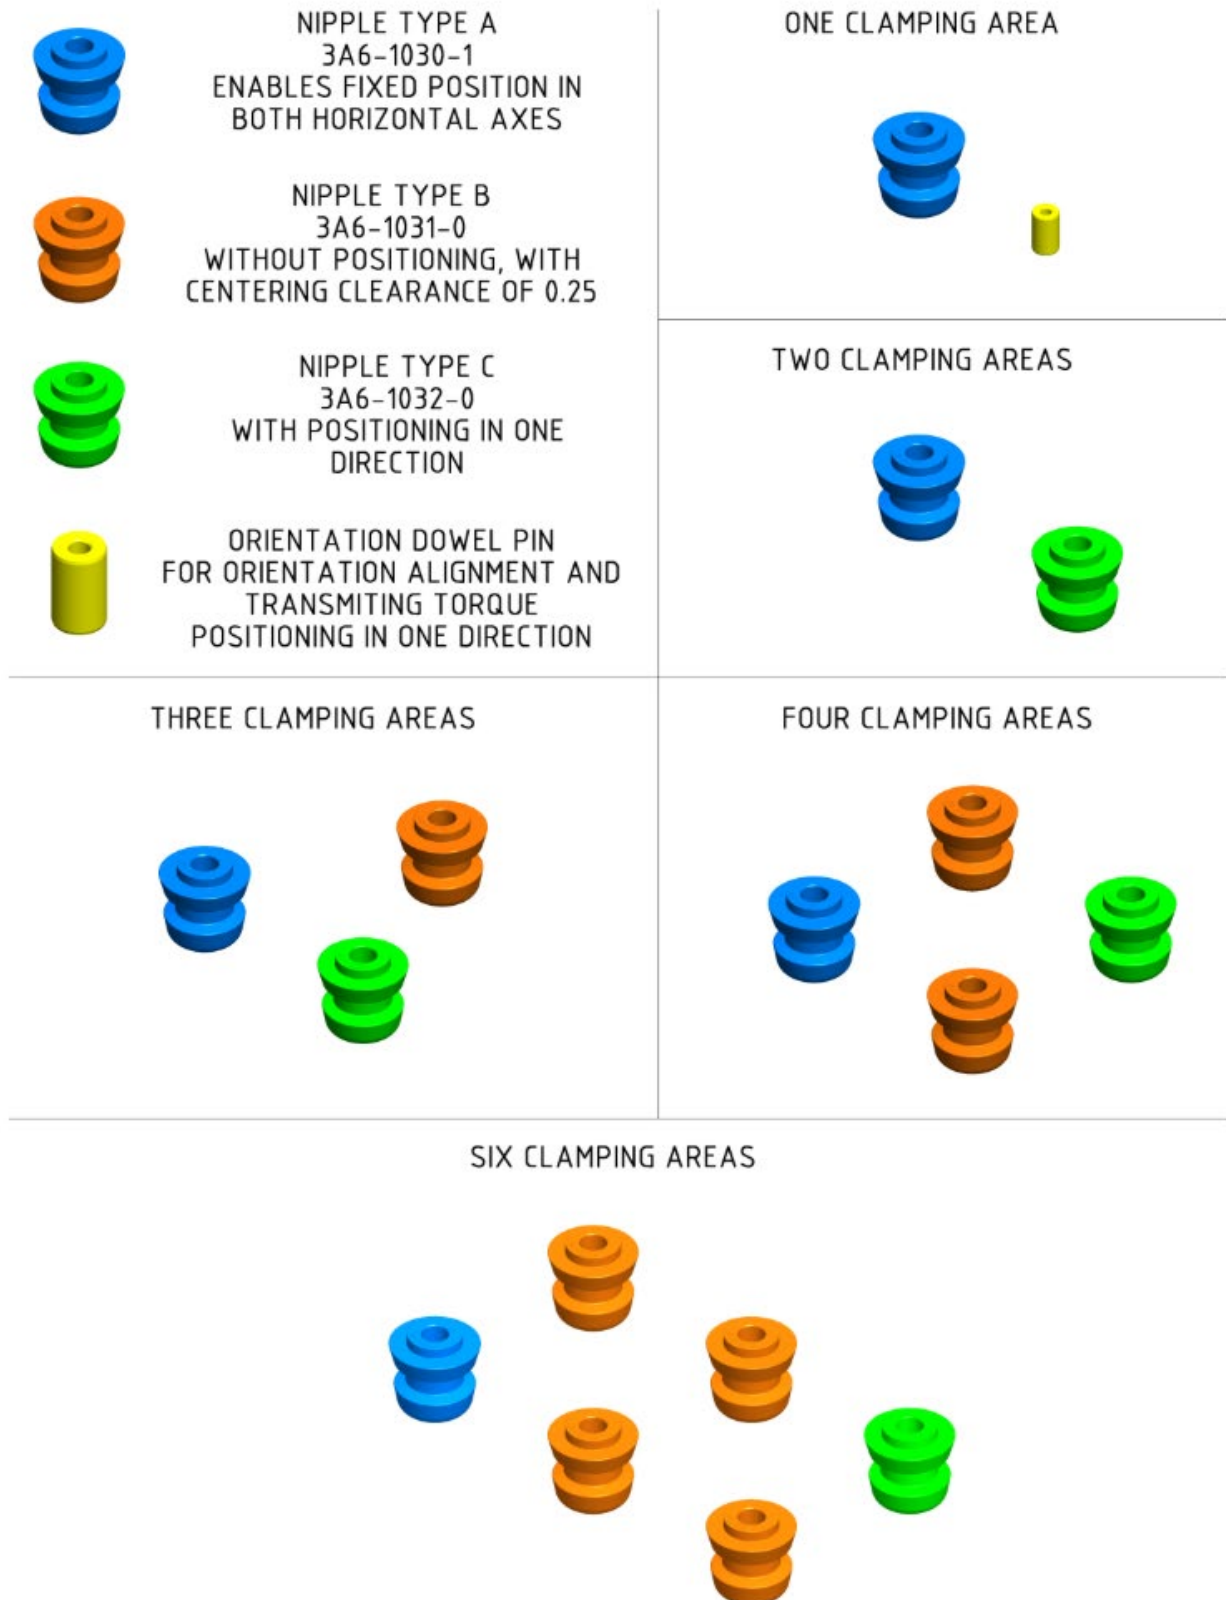 NIPPLE TYPE A
3A6-1030-1
ENABLES FIXED POSITION IN
BOTH HORIZONTAL AXES
NIPPLE TYPE B
3A6-1031-0
WITHOUT POSITIONING, WITH
CENTERING CLEARANCE OF 0.25
NIPPLE TYPE C
3A6-1032-0
WITH POSITIONING IN ONE
DIRECTION
ORIENTATION DOWEL PIN
FOR ORIENTATION ALIGNMENT AND
TRANSMITING TORQUE
POSITIONING IN ONE DIRECTION
ONE CLAMPING AREA
TWO CLAMPING AREAS
THREE CLAMPING AREAS
FOUR CLAMPING AREAS
SIX CLAMPING AREAS